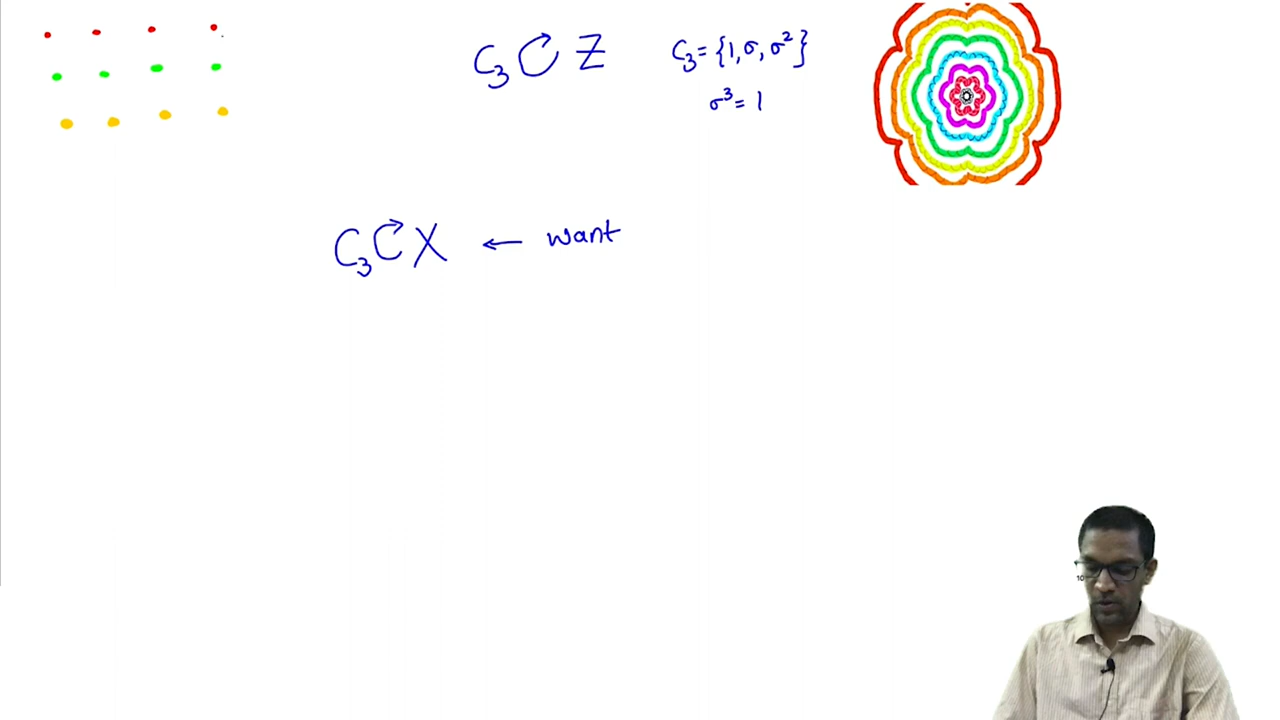 C₃ ↻ Z
C₃ = {1, σ, σ²}
σ³ = 1
C₃ ↻ X ← want